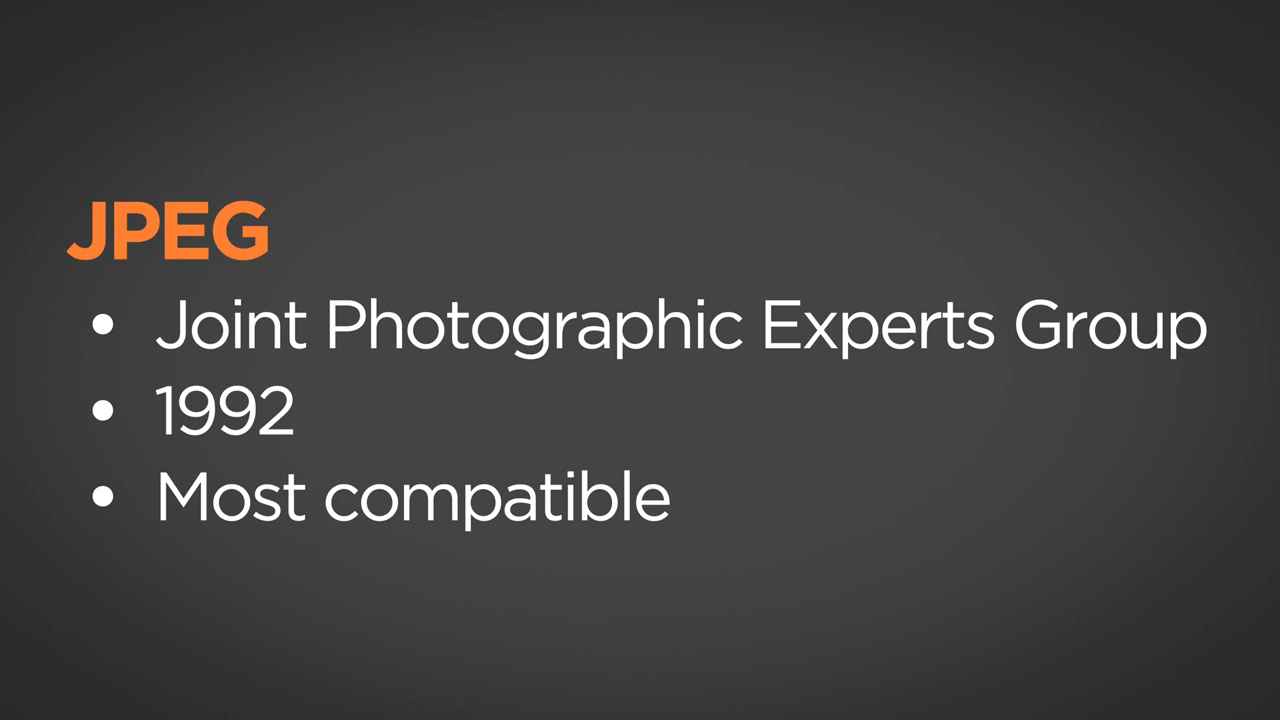 JPEG
• Joint Photographic Experts Group
• 1992
• Most compatible